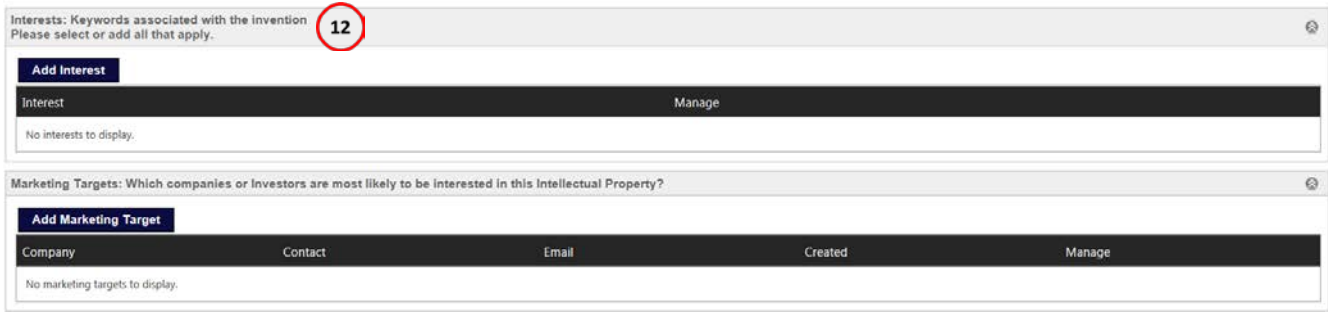 Interests: Keywords associated with the invention
Please select or add all that apply.
12
Add Interest
Interest Manage
No interests to display.
Marketing Targets: Which companies or Investors are most likely to be interested in this Intellectual Property?
Add Marketing Target
Company Contact Email Created Manage
No marketing targets to display.